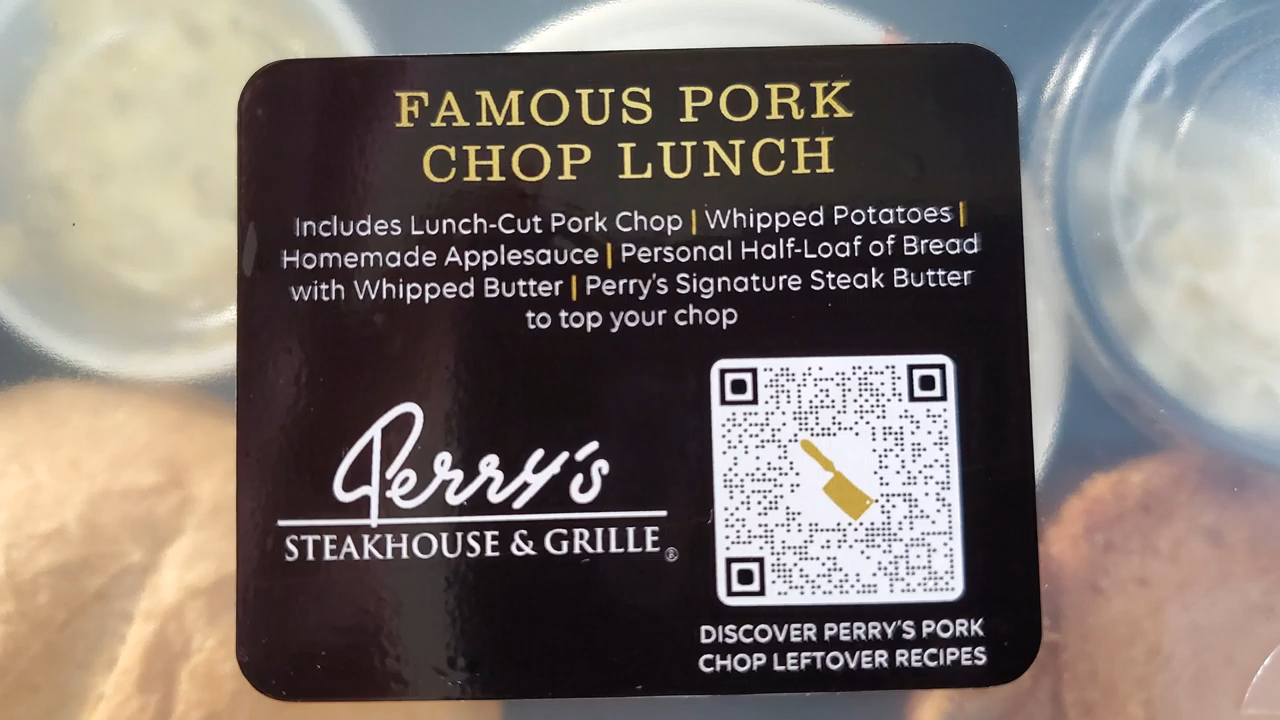 FAMOUS PORK
CHOP LUNCH
Includes Lunch-Cut Pork Chop | Whipped Potatoes |
Homemade Applesauce | Personal Half-Loaf of Bread
with Whipped Butter | Perry's Signature Steak Butter
to top your chop
Perry's
STEAKHOUSE & GRILLE®
DISCOVER PERRY'S PORK
CHOP LEFTOVER RECIPES